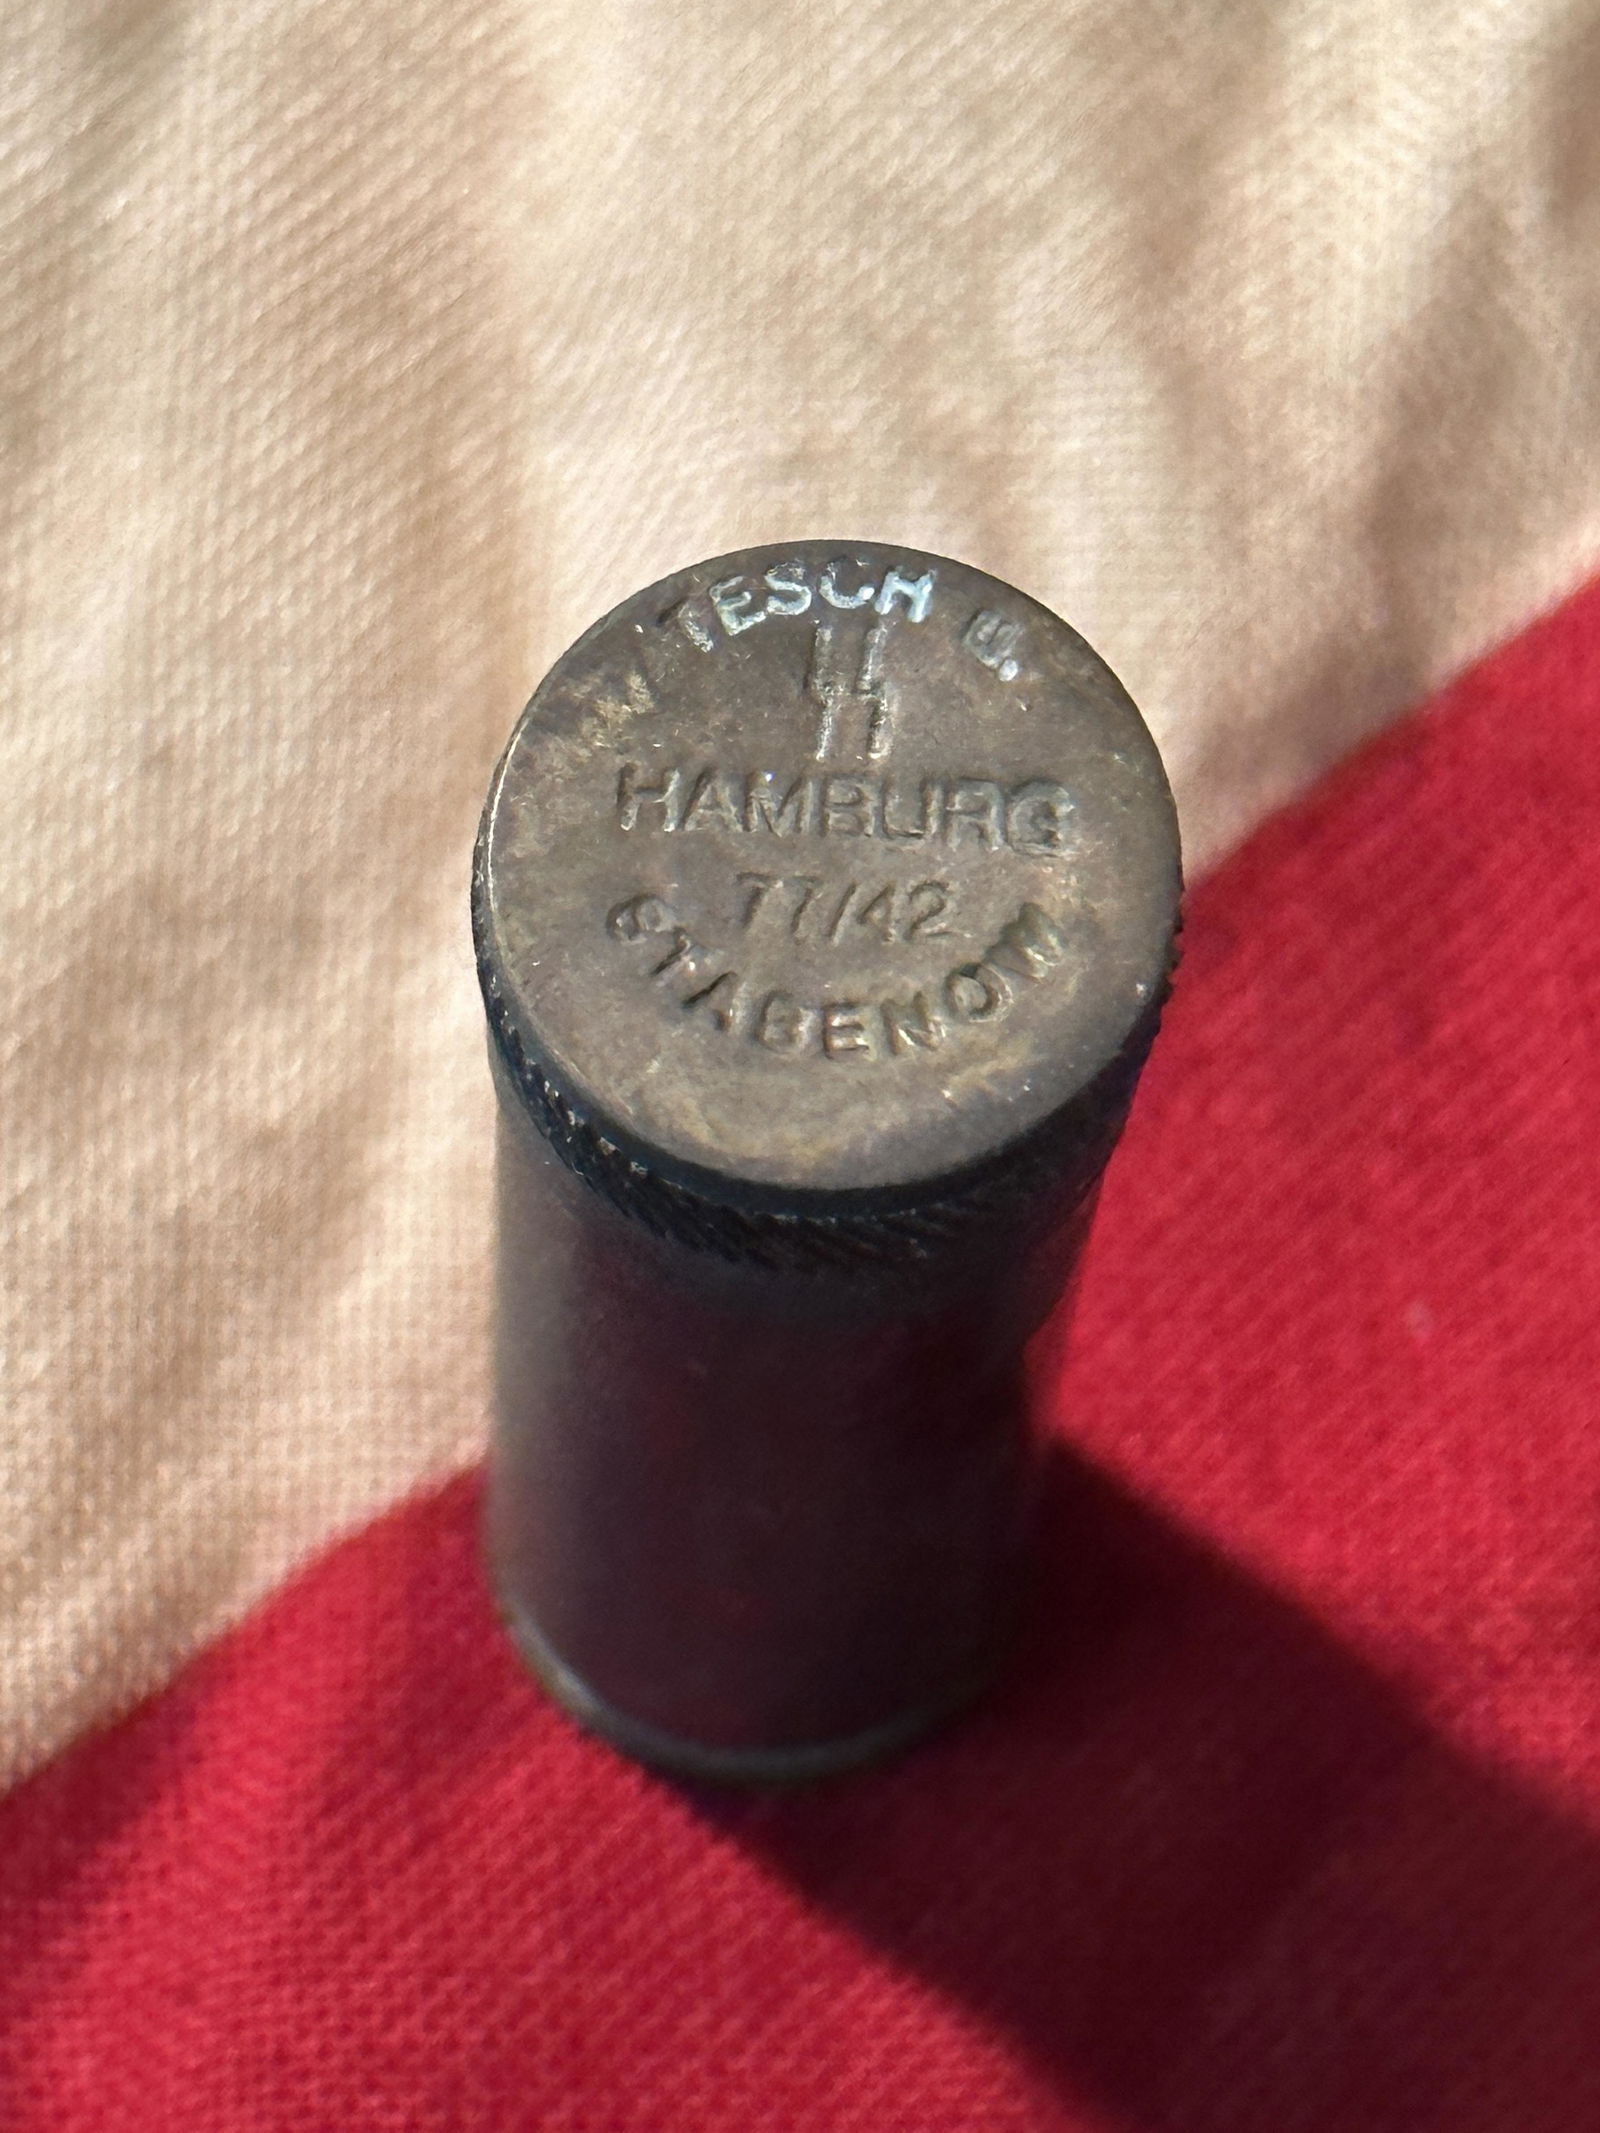 TESCH &.
HAMBURG
77/42
STABENOW